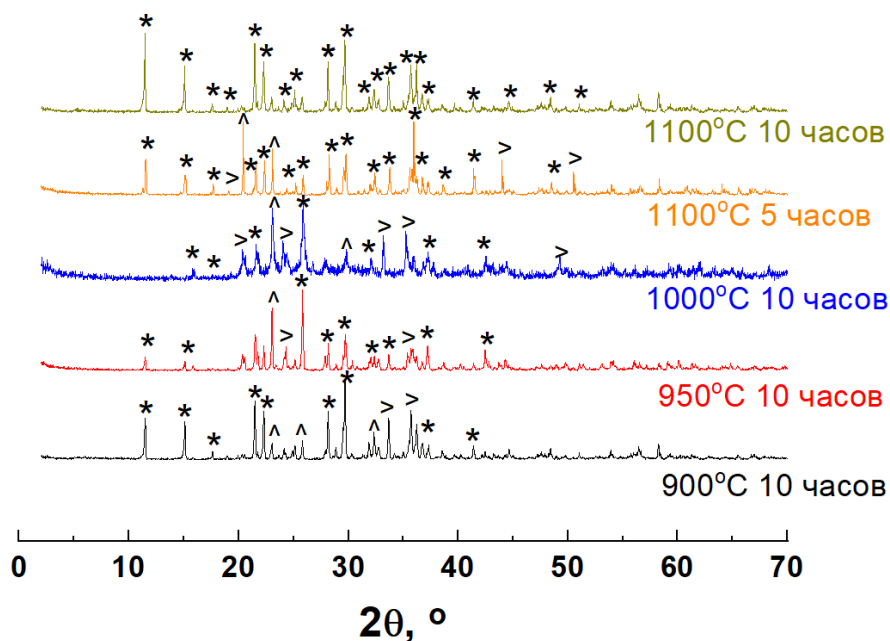 * * * * * * * * * * * * * * * * * * * *
1100°C 10 часов
* * * > ^ * * ^ * * * * * * * * * > * >
1100°C 5 часов
* * > * ^ > * ^ * > > * * >
1000°C 10 часов
* * ^ > * * * * * > * *
950°C 10 часов
* * * * * ^ ^ * * ^ > > * *
900°C 10 часов
0 10 20 30 40 50 60 70
2θ, °